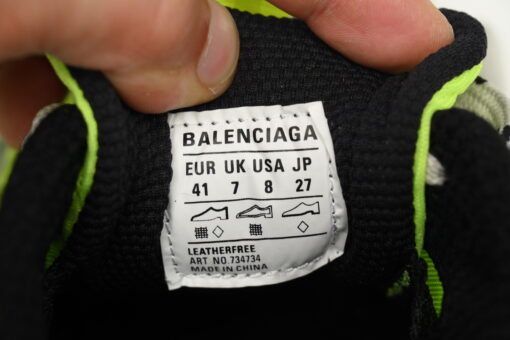 BALENCIAGA
EUR UK USA JP
41 7 8 27
LEATHERFREE
ART NO.734734
MADE IN CHINA